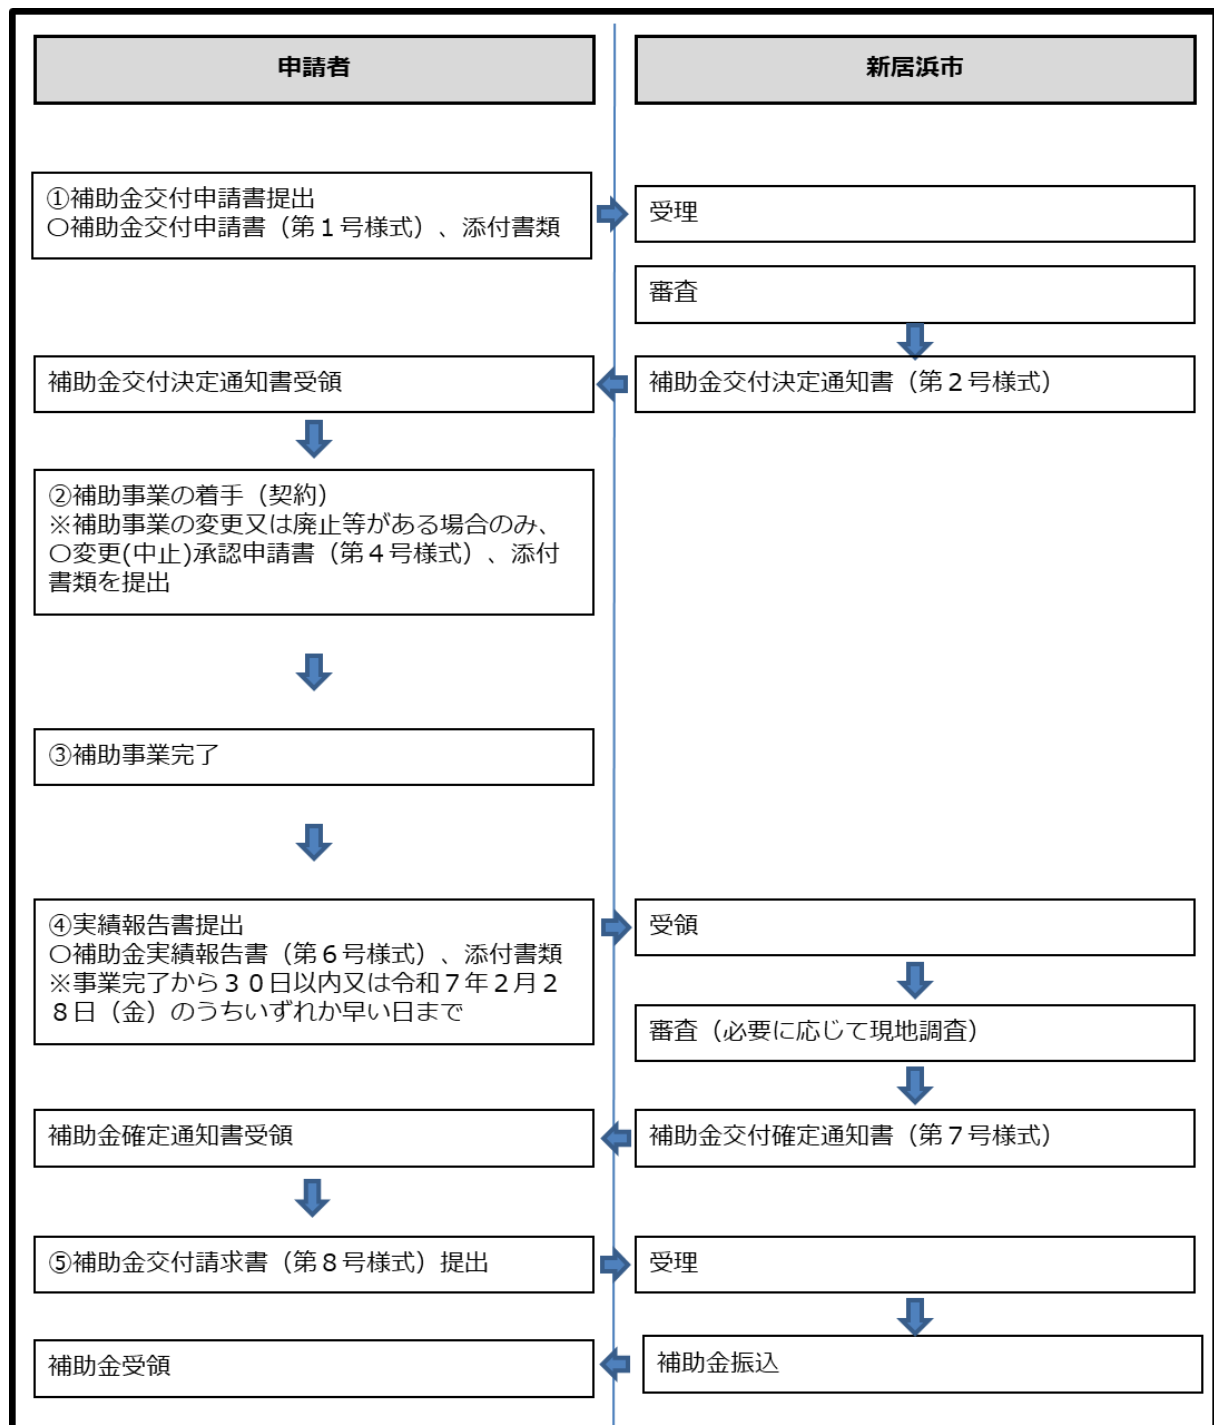 申請者
新居浜市
①補助金交付申請書提出
〇補助金交付申請書（第１号様式）、添付書類
受理
審査
補助金交付決定通知書受領
補助金交付決定通知書（第２号様式）
②補助事業の着手（契約）
※補助事業の変更又は廃止等がある場合のみ、
〇変更(中止)承認申請書（第４号様式）、添付
書類を提出
③補助事業完了
④実績報告書提出
〇補助金実績報告書（第６号様式）、添付書類
※事業完了から３０日以内又は令和７年２月２
８日（金）のうちいずれか早い日まで
受領
審査（必要に応じて現地調査）
補助金確定通知書受領
補助金交付確定通知書（第７号様式）
⑤補助金交付請求書（第８号様式）提出
受理
補助金受領
補助金振込